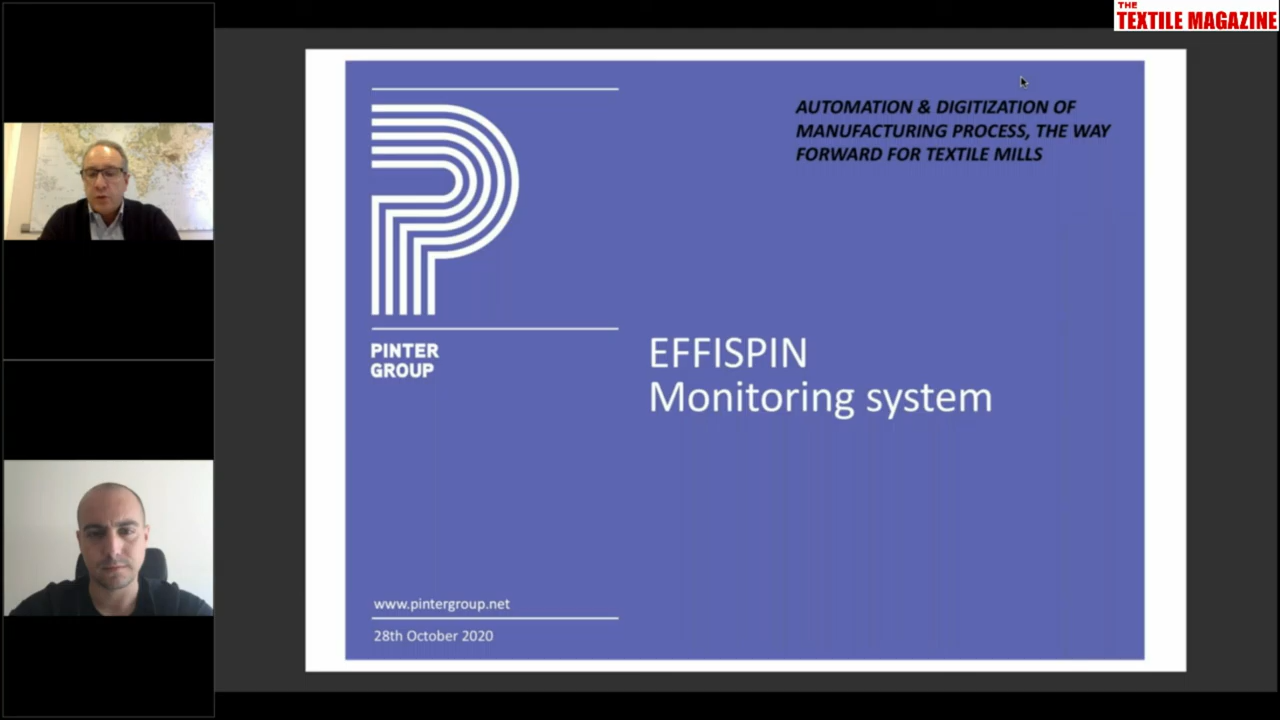 THE
TEXTILE MAGAZINE
AUTOMATION & DIGITIZATION OF
MANUFACTURING PROCESS, THE WAY
FORWARD FOR TEXTILE MILLS
PINTER
GROUP
EFFISPIN
Monitoring system
www.pintergroup.net
28th October 2020